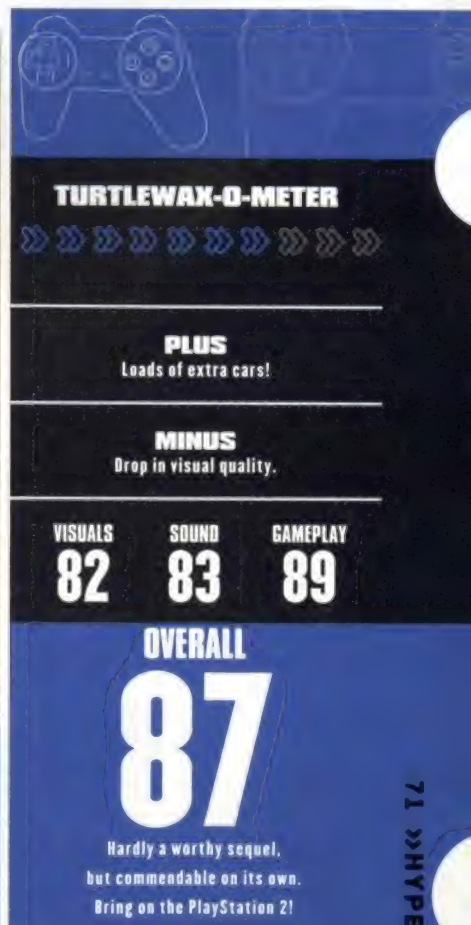 TURTLEWAX-O-METER
PLUS
Loads of extra cars!
MINUS
Drop in visual quality.
VISUALS SOUND GAMEPLAY
82 83 89
OVERALL
87
Hardly a worthy sequel,
but commendable on its own.
Bring on the PlayStation 2!
71 »HYPE